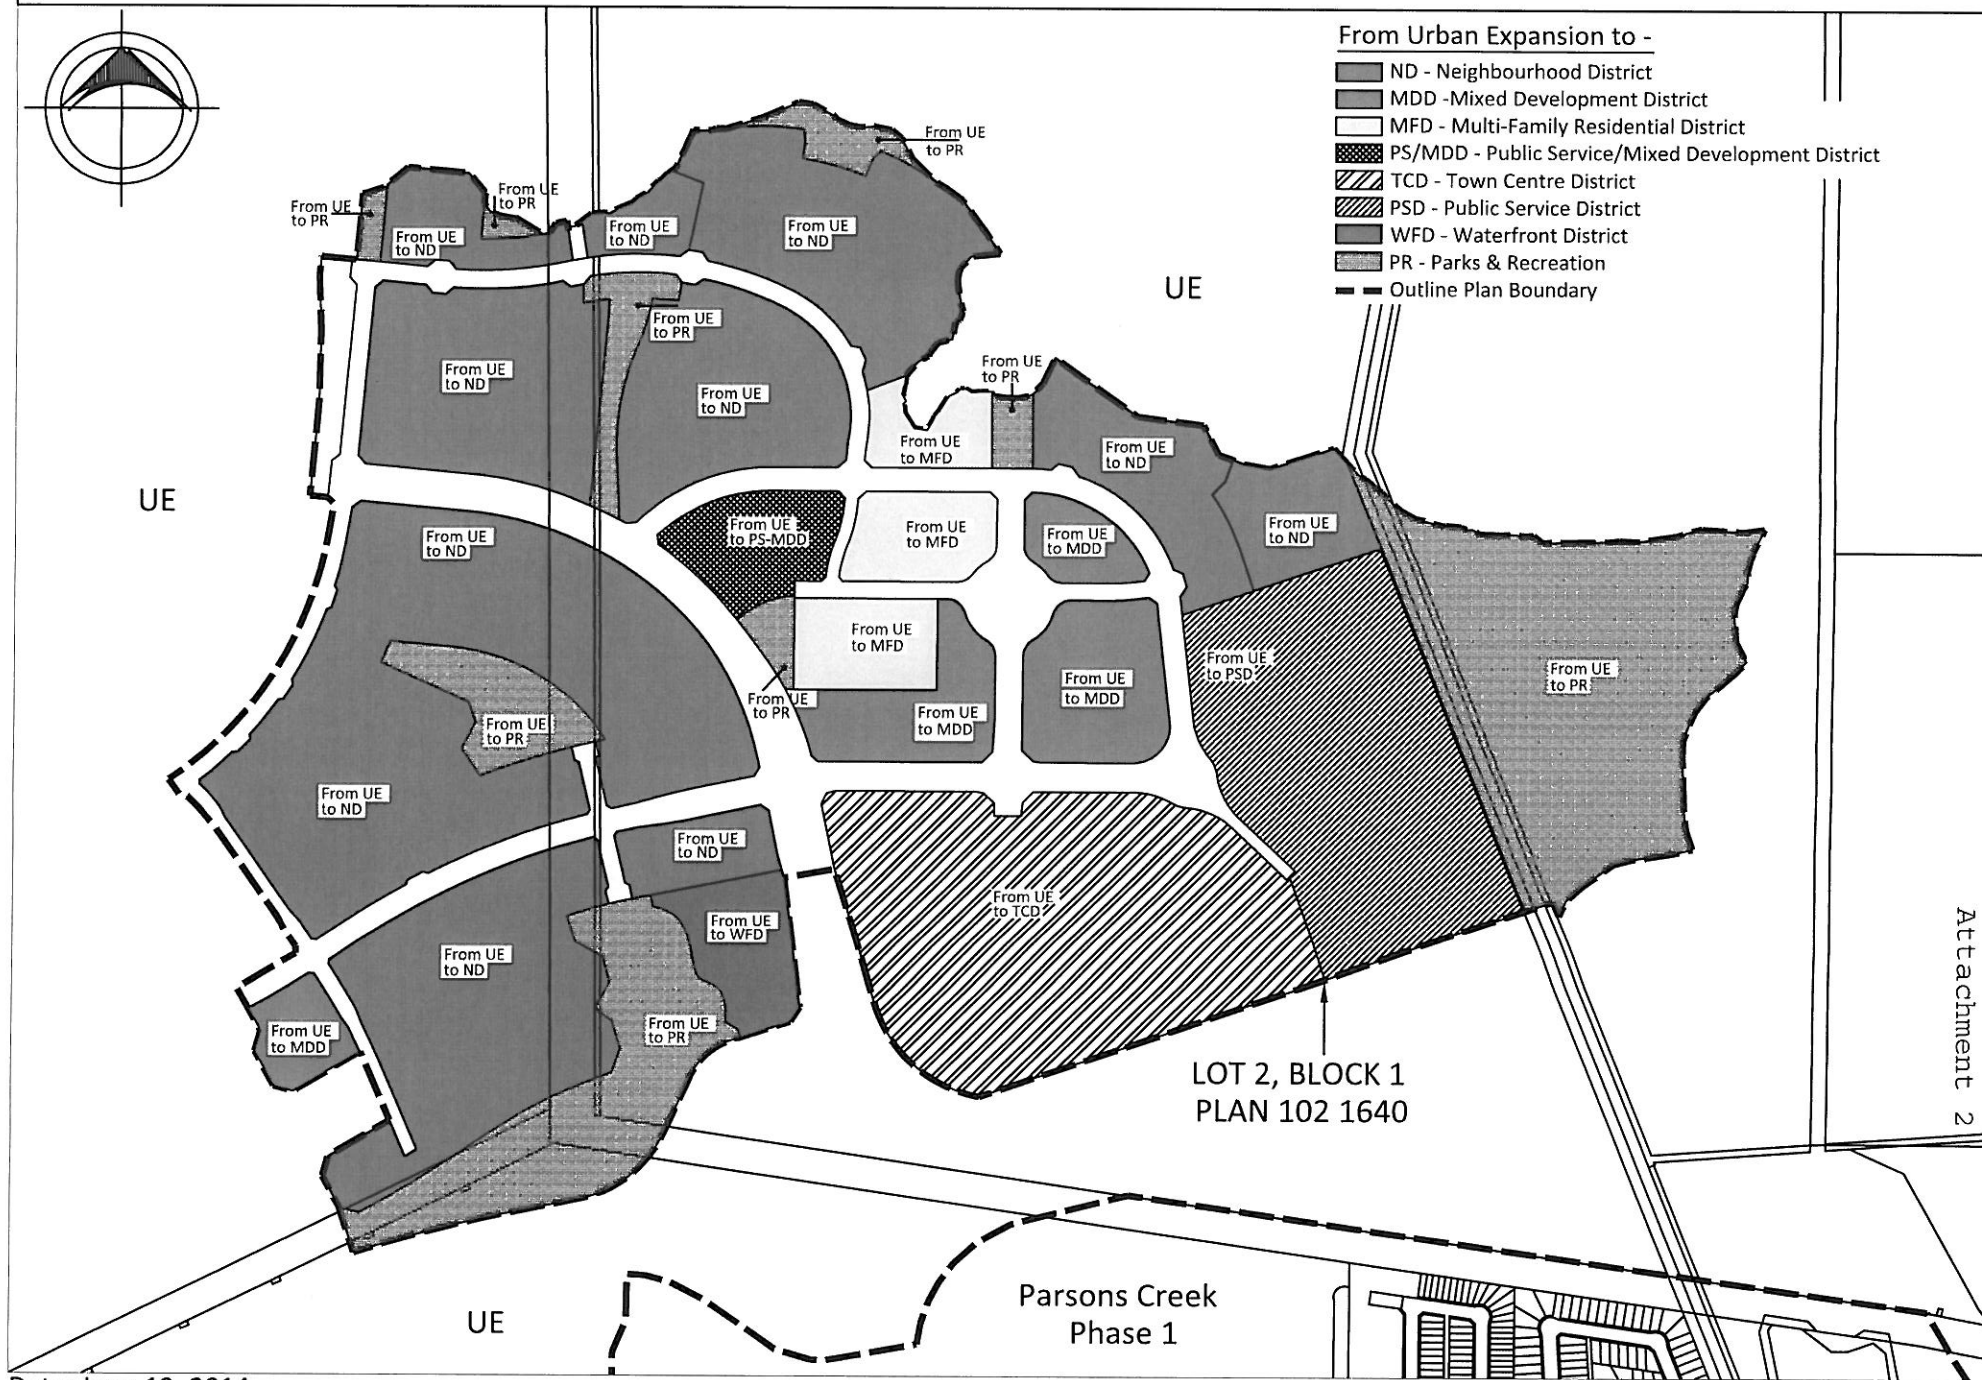 From Urban Expansion to -
ND - Neighbourhood District
MDD -Mixed Development District
MFD - Multi-Family Residential District
PS/MDD - Public Service/Mixed Development District
TCD - Town Centre District
PSD - Public Service District
WFD - Waterfront District
PR - Parks & Recreation
Outline Plan Boundary
From UE
to PR
From UE
to PR
From UE
to PR
From UE
to ND
From UE
to ND
From UE
to ND
UE
From UE
to PR
From UE
to ND
From UE
to ND
From UE
to PR
From UE
to MFD
From UE
to ND
UE
From UE
to ND
From UE
to PS-MDD
From UE
to MFD
From UE
to MDD
From UE
to ND
From UE
to MFD
From UE
to PSD
From UE
to PR
From UE
to MDD
From UE
to PR
From UE
to MDD
From UE
to PR
From UE
to ND
From UE
to ND
From UE
to TCD
From UE
to WFD
From UE
to ND
From UE
to MDD
From UE
to PR
LOT 2, BLOCK 1
PLAN 102 1640
Attachment 2
UE
Parsons Creek
Phase 1